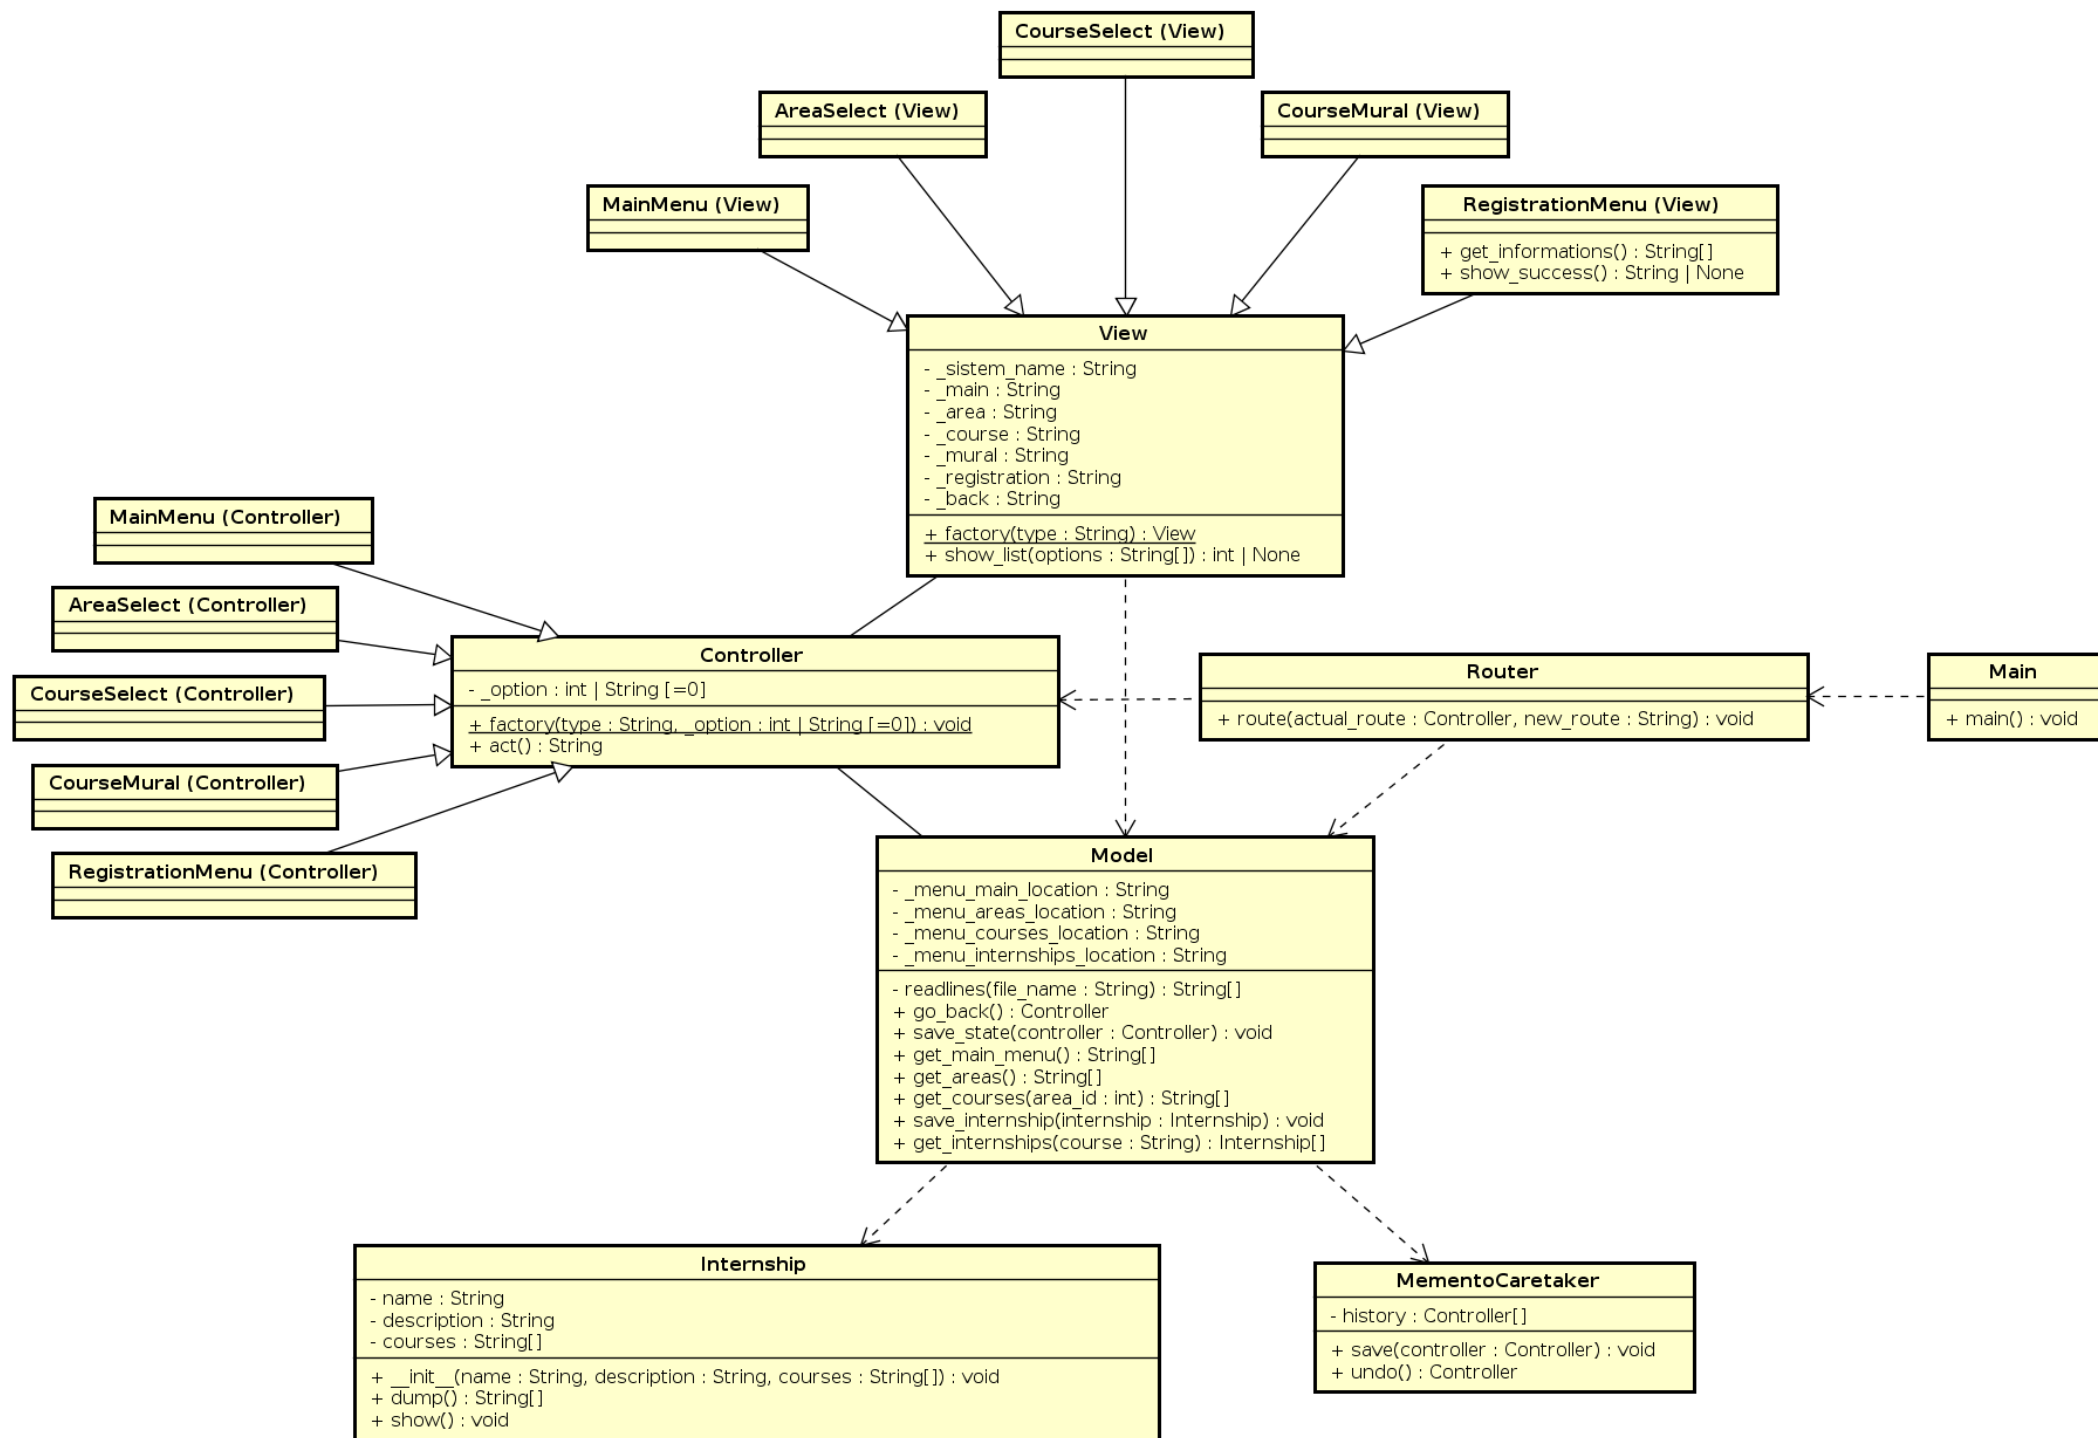 CourseSelect (View)
AreaSelect (View)
CourseMural (View)
MainMenu (View)
RegistrationMenu (View)
+ get_informations() : String[]
+ show_success() : String | None
View
- _sistem_name : String
- _main : String
- _area : String
- _course : String
- _mural : String
- _registration : String
- _back : String
+ factory(type : String) : View
+ show_list(options : String[]) : int | None
MainMenu (Controller)
AreaSelect (Controller)
CourseSelect (Controller)
CourseMural (Controller)
RegistrationMenu (Controller)
Controller
- _option : int | String [=0]
+ factory(type : String, _option : int | String [=0]) : void
+ act() : String
Router
+ route(actual_route : Controller, new_route : String) : void
Main
+ main() : void
Model
- _menu_main_location : String
- _menu_areas_location : String
- _menu_courses_location : String
- _menu_internships_location : String
- readlines(file_name : String) : String[]
+ go_back() : Controller
+ save_state(controller : Controller) : void
+ get_main_menu() : String[]
+ get_areas() : String[]
+ get_courses(area_id : int) : String[]
+ save_internship(internship : Internship) : void
+ get_internships(course : String) : Internship[]
Internship
- name : String
- description : String
- courses : String[]
+ __init__(name : String, description : String, courses : String[]) : void
+ dump() : String[]
+ show() : void
MementoCaretaker
- history : Controller[]
+ save(controller : Controller) : void
+ undo() : Controller